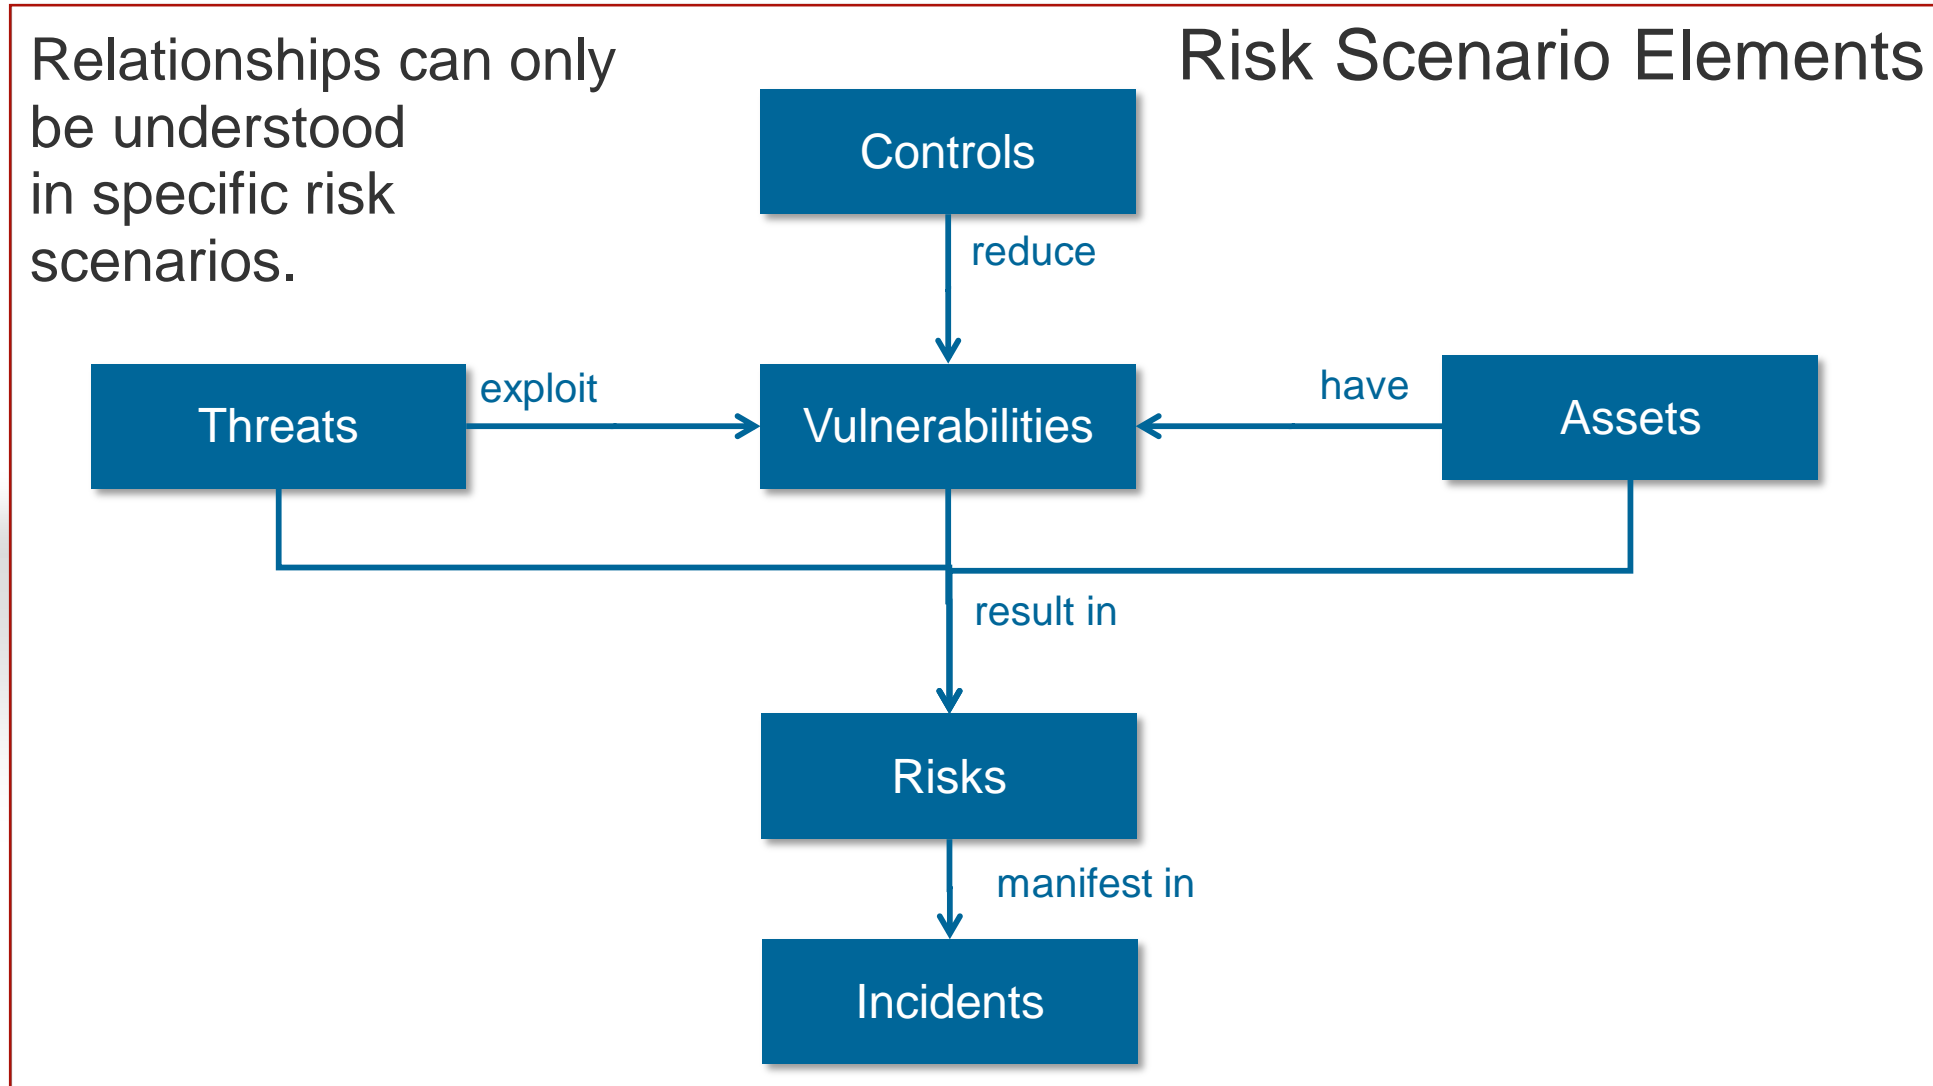 Relationships can only
be understood
in specific risk
scenarios.
Risk Scenario Elements
Controls
reduce
Threats
exploit
Vulnerabilities
have
Assets
result in
Risks
manifest in
Incidents